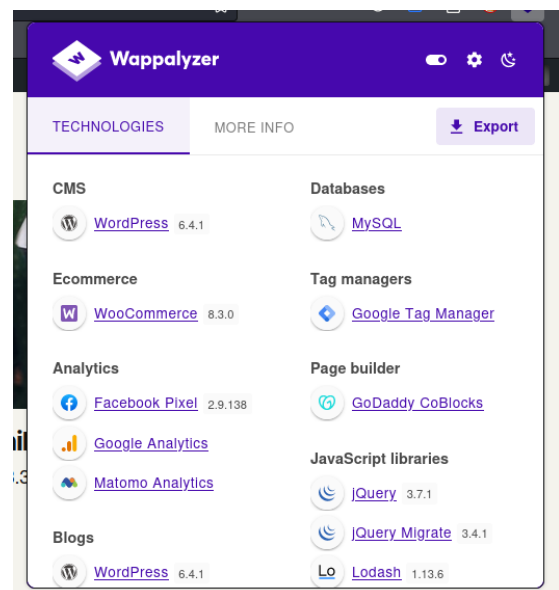 Wappalyzer
TECHNOLOGIES
MORE INFO
Export
CMS
WordPress 6.4.1
Ecommerce
WooCommerce 8.3.0
Analytics
Facebook Pixel 2.9.138
Google Analytics
Matomo Analytics
Blogs
WordPress 6.4.1
Databases
MySQL
Tag managers
Google Tag Manager
Page builder
GoDaddy CoBlocks
JavaScript libraries
jQuery 3.7.1
jQuery Migrate 3.4.1
Lo
Lodash 1.13.6